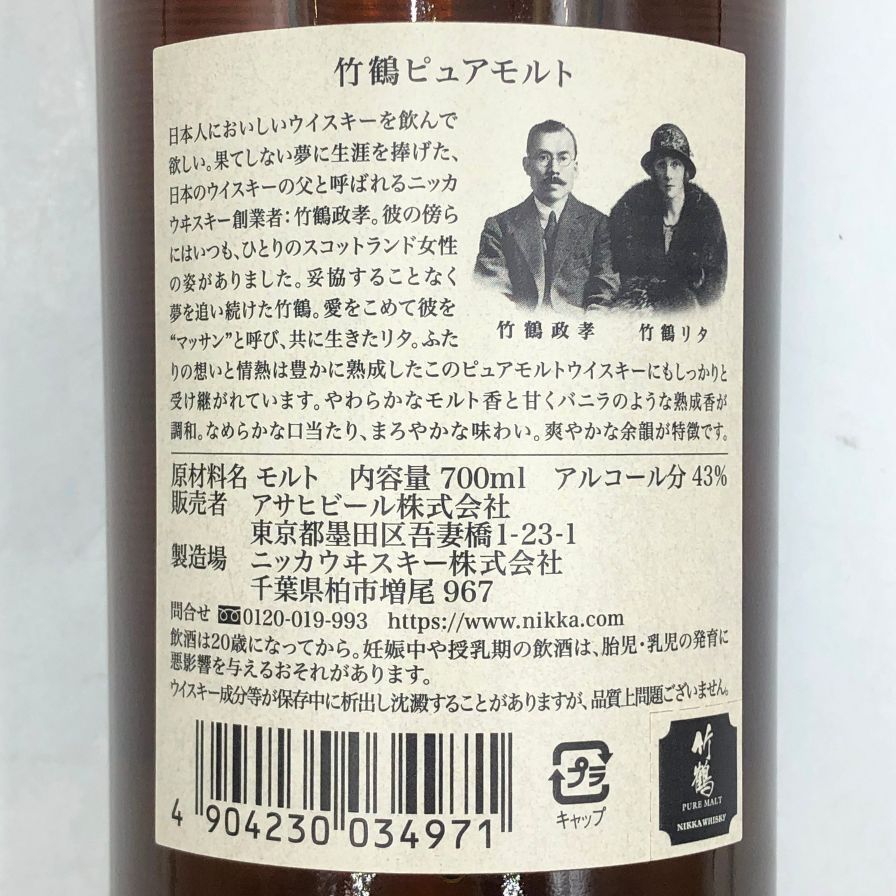 竹鶴ピュアモルト
日本人においしいウイスキーを飲んで
欲しい。果てしない夢に生涯を捧げた、
日本のウイスキーの父と呼ばれるニッカ
ウヰスキー創業者：竹鶴政孝。彼の傍ら
にはいつも、ひとりのスコットランド女性
の姿がありました。妥協することなく
夢を追い続けた竹鶴。愛をこめて彼を
“マッサン”と呼び、共に生きたリタ。ふた
りの想いと情熱は豊かに熟成したこのピュアモルトウイスキーにもしっかりと
受け継がれています。やわらかなモルト香と甘くバニラのような熟成香が
調和。なめらかな口当たり、まろやかな味わい。爽やかな余韻が特徴です。
竹鶴政孝 竹鶴リタ
原材料名 モルト 内容量 700ml アルコール分 43%
販売者 アサヒビール株式会社
東京都墨田区吾妻橋1-23-1
製造場 ニッカウヰスキー株式会社
千葉県柏市増尾 967
問合せ 0120-019-993 https://www.nikka.com
飲酒は20歳になってから。妊娠中や授乳期の飲酒は、胎児・乳児の発育に
悪影響を与えるおそれがあります。
ウイスキー成分等が保存中に析出し沈澱することがありますが、品質上問題ございません。
4 904230 034971
プラ
キャップ
竹鶴
PURE MALT
NIKKA WHISKY